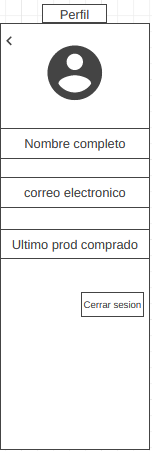 Perfil
Nombre completo
correo electronico
Ultimo prod comprado
Cerrar sesion